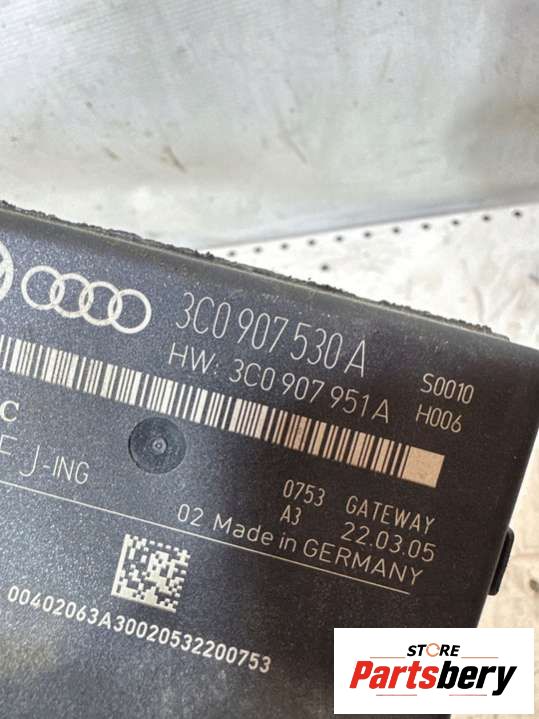 3C0 907 530 A
HW: 3C0 907 951 A
S0010
H006
C
E J-ING
0753 GATEWAY
A3 22.03.05
02 Made in GERMANY
00402063A30020532200753
STORE
Partsbery